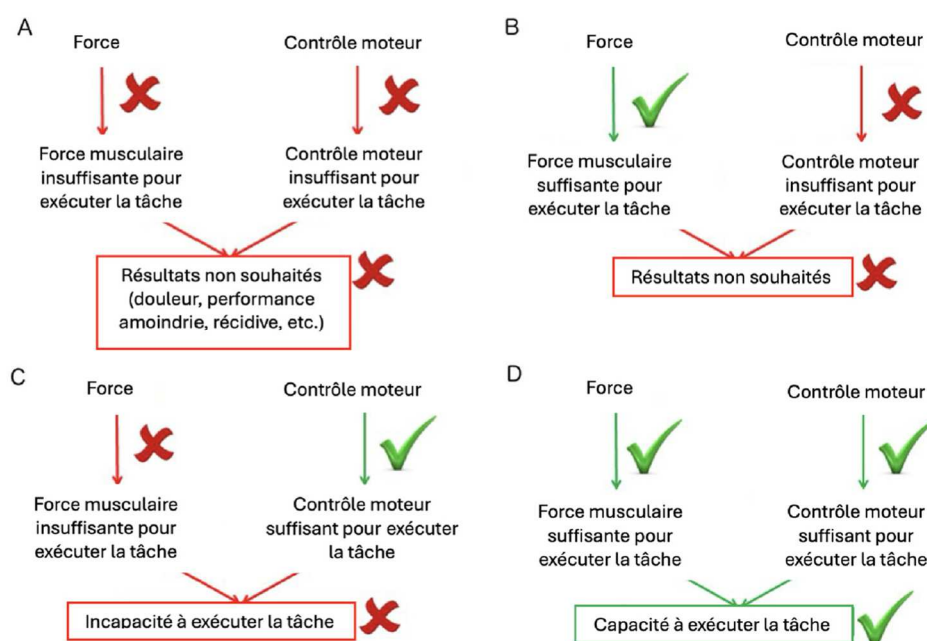 A
Force
Contrôle moteur
Force musculaire
insuffisante pour
exécuter la tâche
Contrôle moteur
insuffisant pour
exécuter la tâche
Résultats non souhaités
(douleur, performance
amoindrie, récidive, etc.)
B
Force
Contrôle moteur
Force musculaire
suffisante pour
exécuter la tâche
Contrôle moteur
insuffisant pour
exécuter la tâche
Résultats non souhaités
C
Force
Contrôle moteur
Force musculaire
insuffisante pour
exécuter la tâche
Contrôle moteur
suffisant pour exécuter
la tâche
Incapacité à exécuter la tâche
D
Force
Contrôle moteur
Force musculaire
suffisante pour
exécuter la tâche
Contrôle moteur
suffisant pour
exécuter la tâche
Capacité à exécuter la tâche